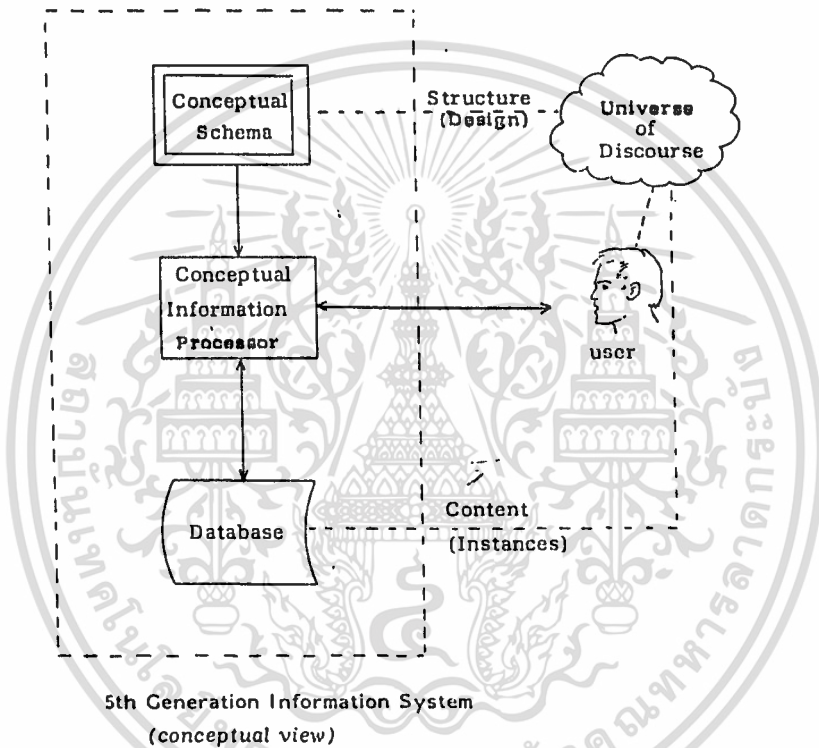 Conceptual
Schema
Structure
(Design)
Universe
of
Discourse
Conceptual
Information
Processor
user
Database
Content
(Instances)
5th Generation Information System
(conceptual view)